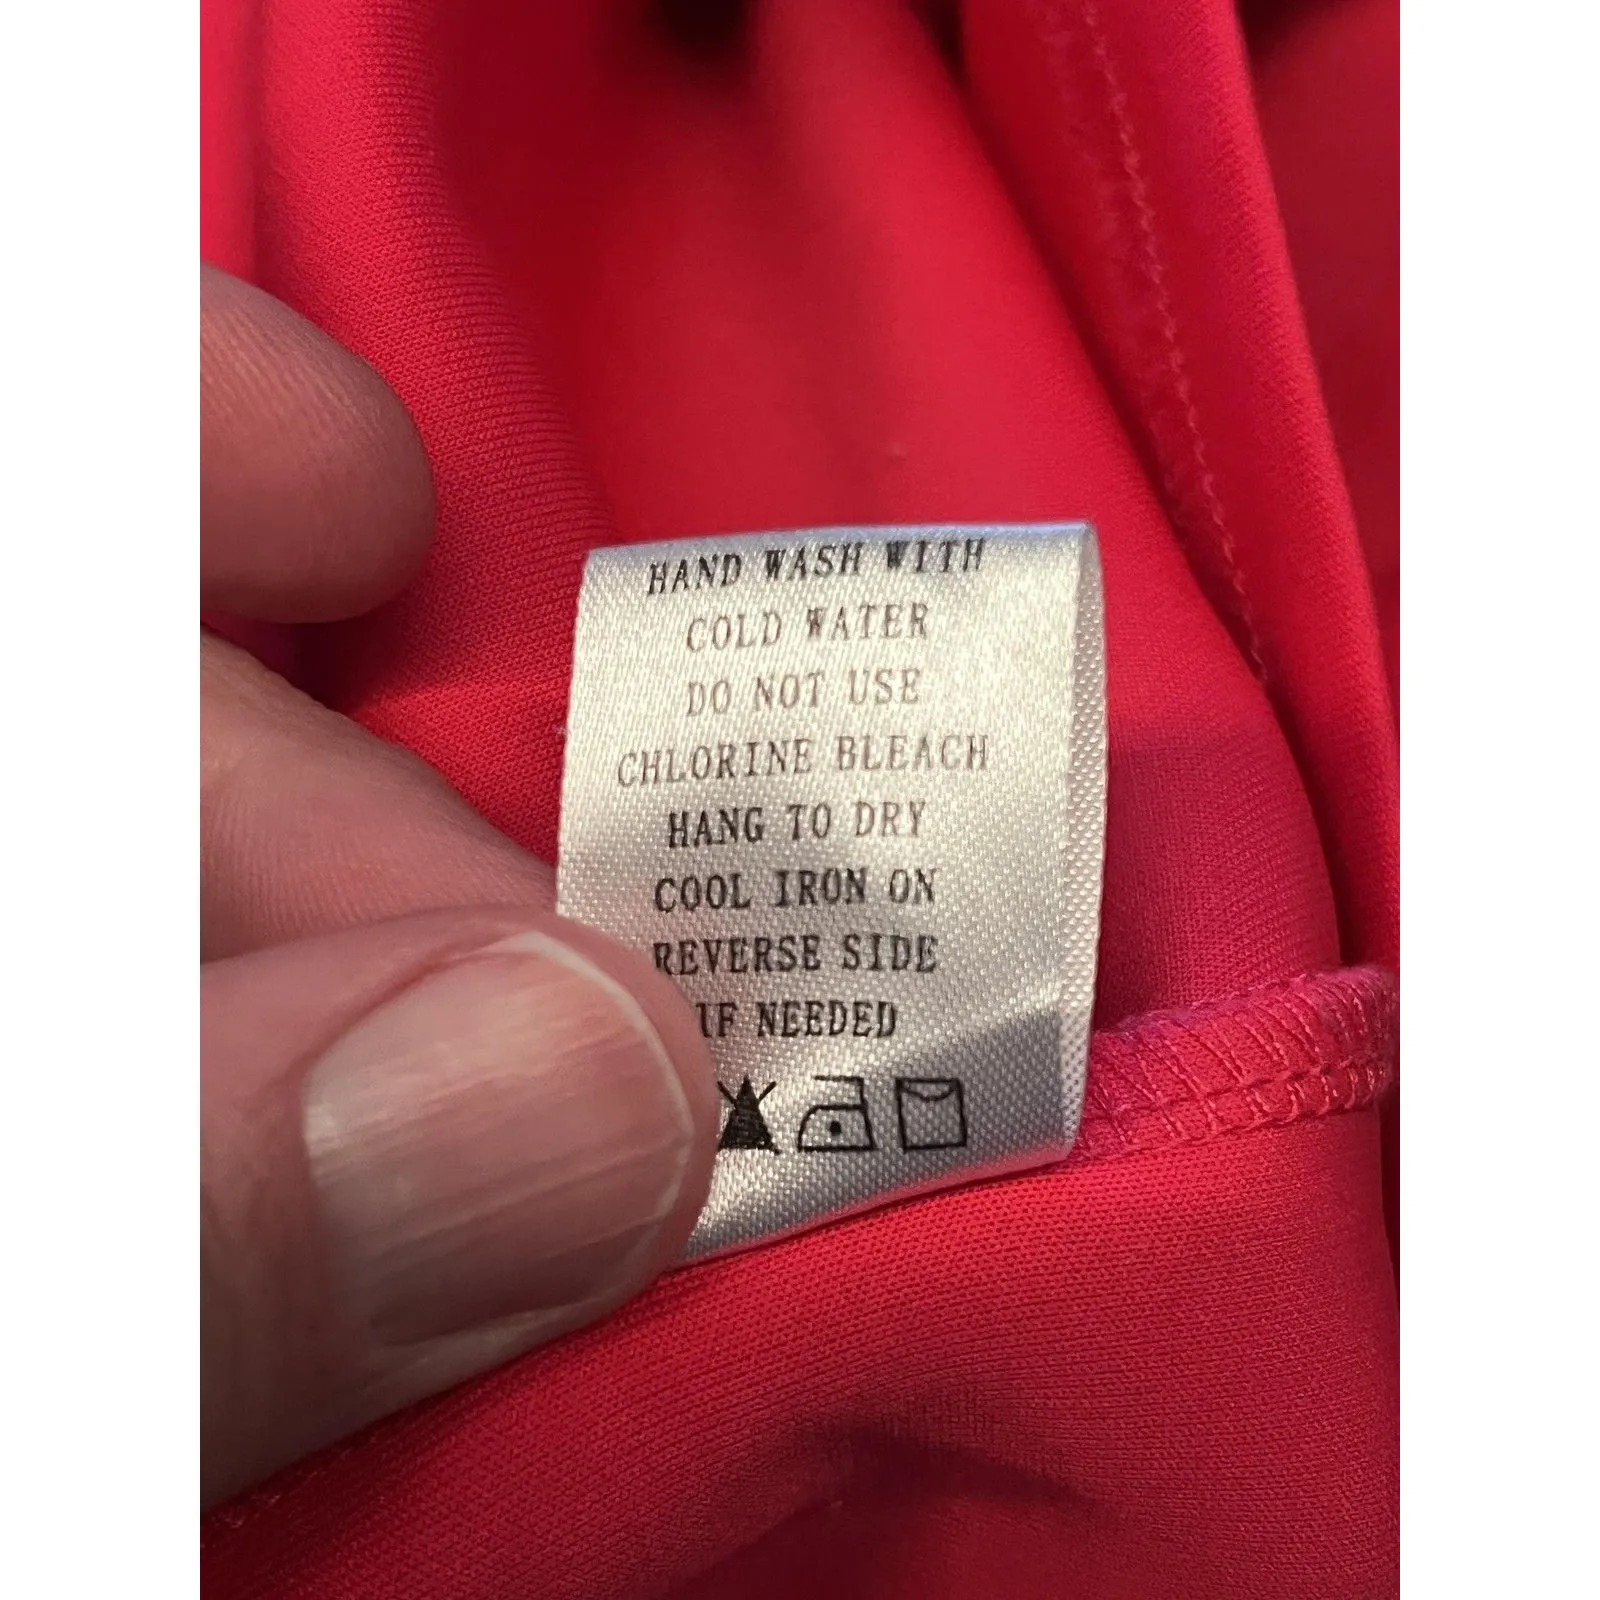 HAND WASH WITH
COLD WATER
DO NOT USE
CHLORINE BLEACH
HANG TO DRY
COOL IRON ON
REVERSE SIDE
IF NEEDED